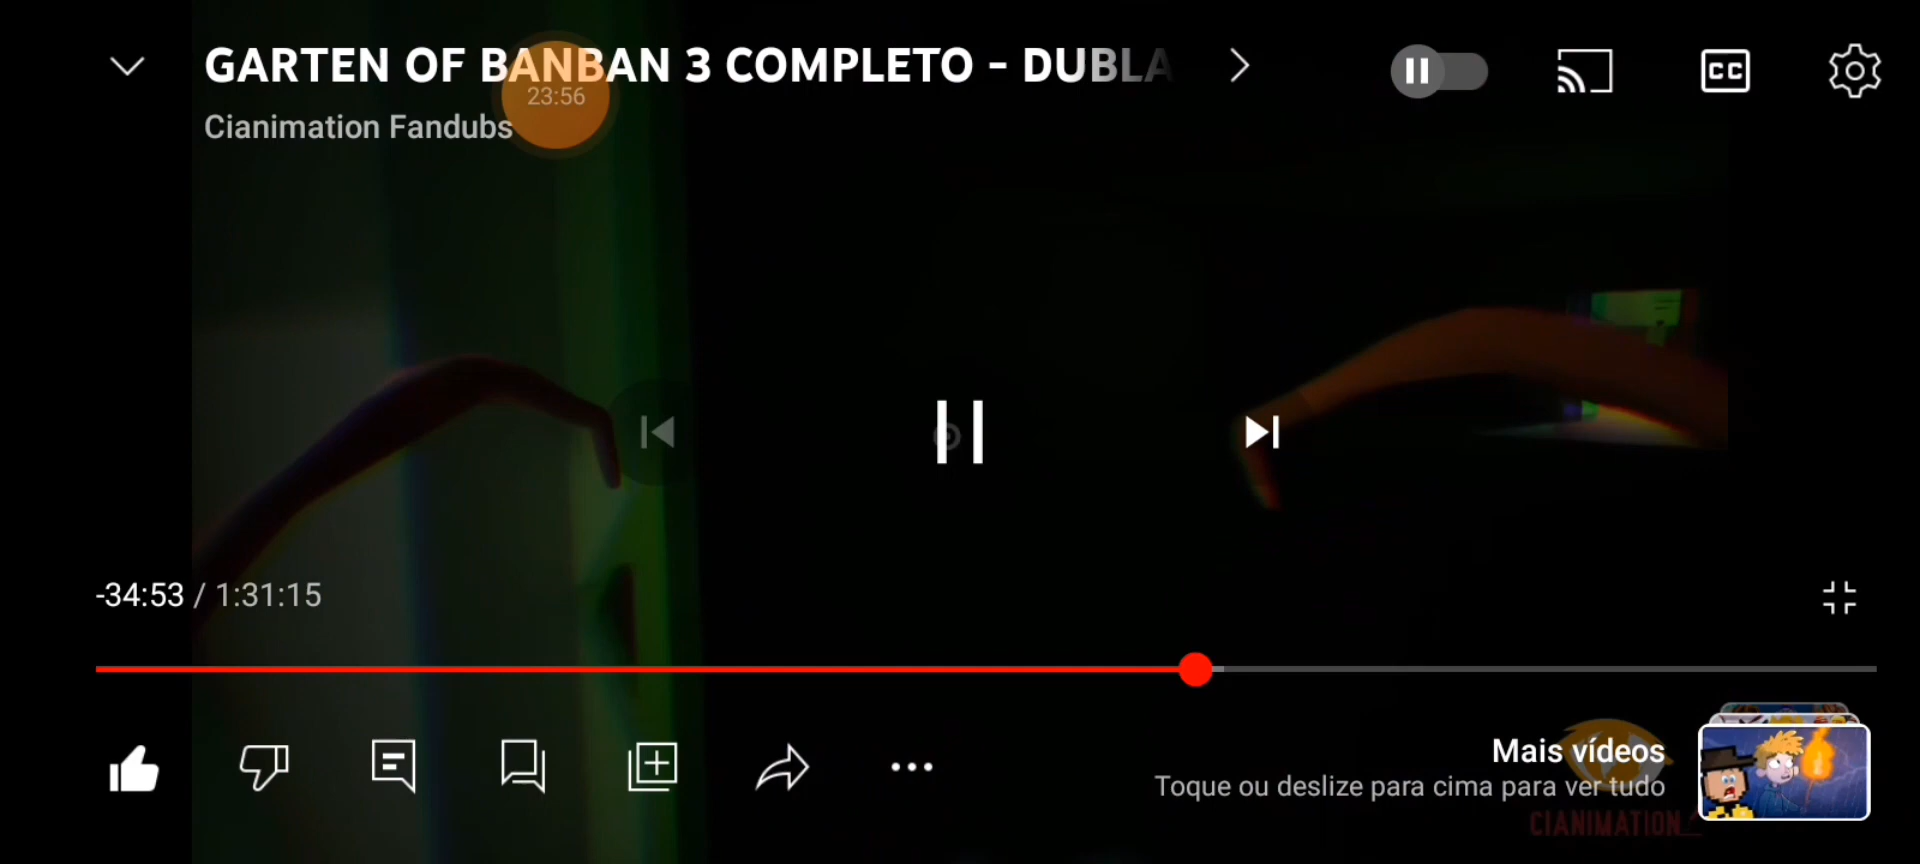 GARTEN OF BANBAN 3 COMPLETO - DUBLA
23:56
Cianimation Fandubs
CC
-34:53 / 1:31:15
Mais vídeos
Toque ou deslize para cima para ver tudo
CIANIMATION